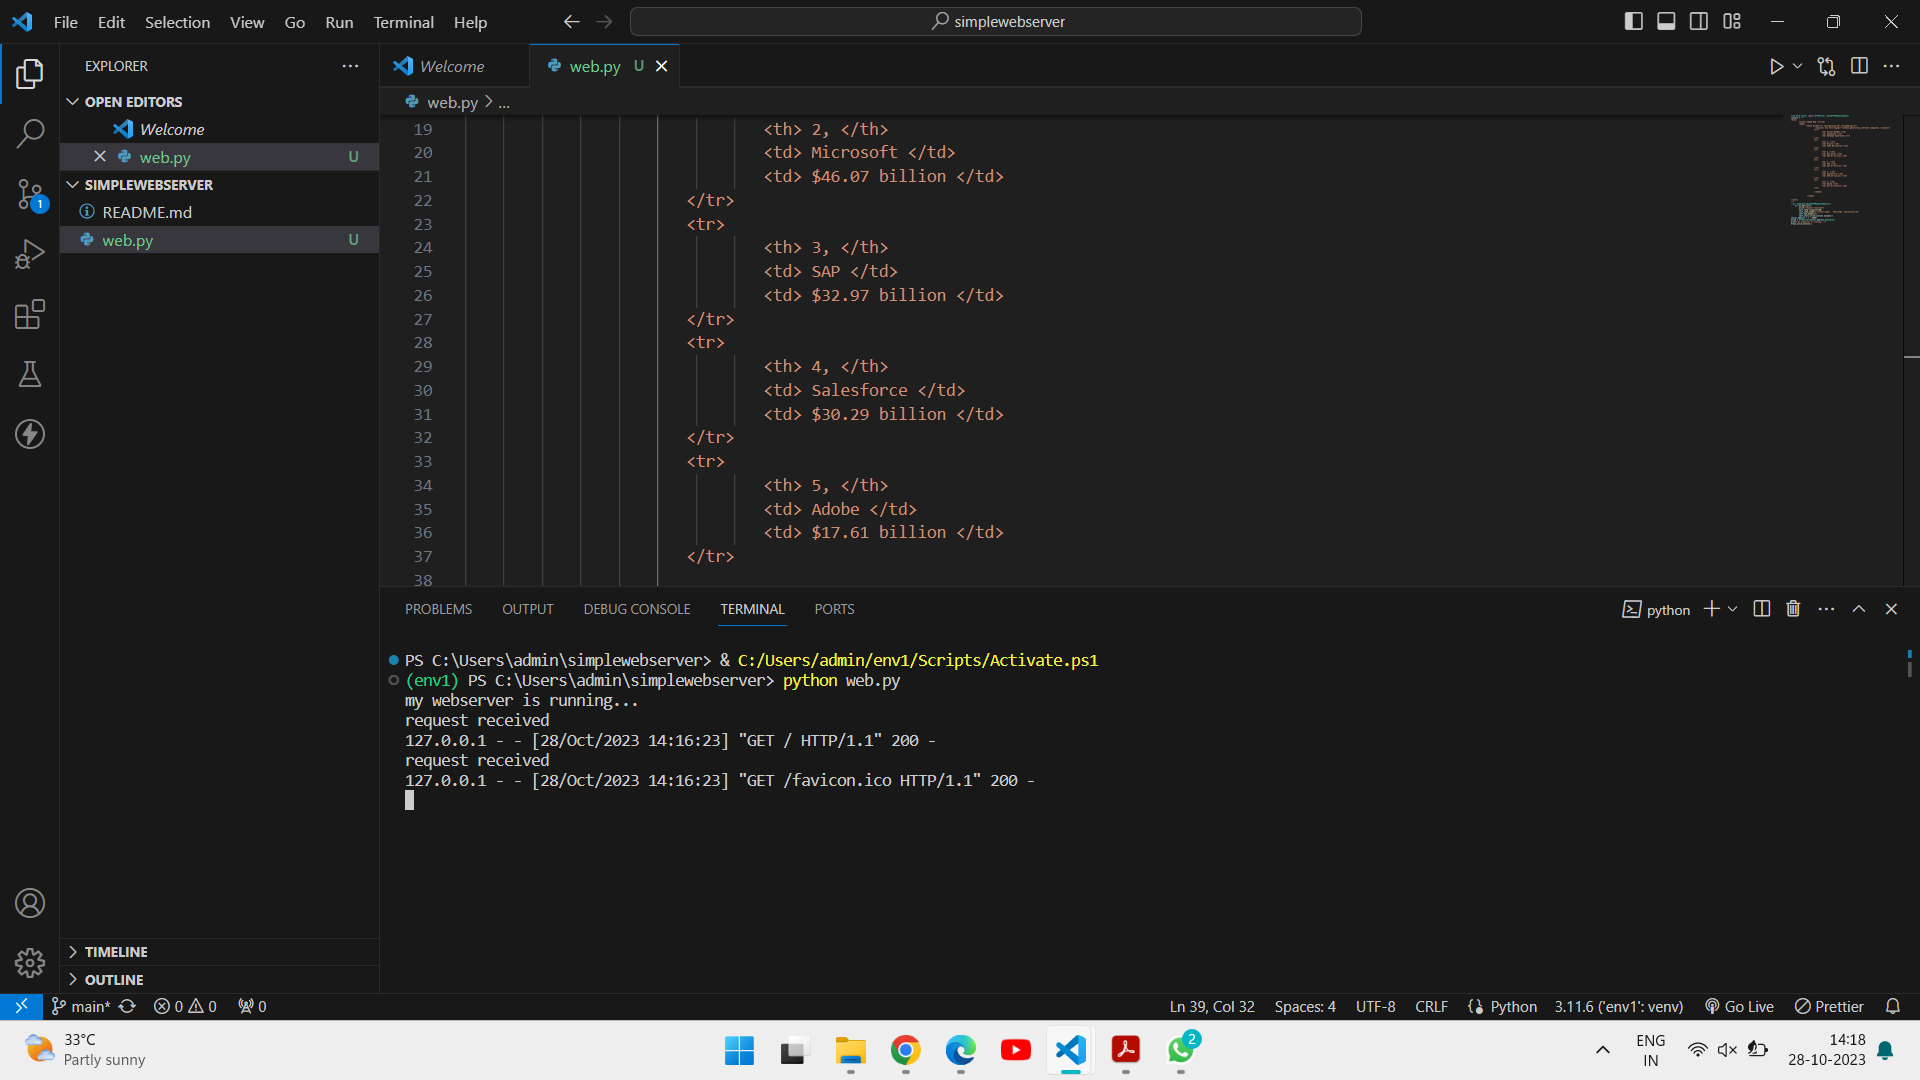 File Edit Selection View Go Run Terminal Help
simplewebserver
EXPLORER
OPEN EDITORS
Welcome
web.py U
SIMPLEWEBSERVER
README.md
web.py U
TIMELINE
OUTLINE
Welcome
web.py U
web.py > ...
19 <th> 2, </th>
20 <td> Microsoft </td>
21 <td> $46.07 billion </td>
22 </tr>
23 <tr>
24 <th> 3, </th>
25 <td> SAP </td>
26 <td> $32.97 billion </td>
27 </tr>
28 <tr>
29 <th> 4, </th>
30 <td> Salesforce </td>
31 <td> $30.29 billion </td>
32 </tr>
33 <tr>
34 <th> 5, </th>
35 <td> Adobe </td>
36 <td> $17.61 billion </td>
37 </tr>
38
PROBLEMS OUTPUT DEBUG CONSOLE TERMINAL PORTS
python
PS C:\Users\admin\simplewebserver> & C:/Users/admin/env1/Scripts/Activate.ps1
(env1) PS C:\Users\admin\simplewebserver> python web.py
my webserver is running...
request received
127.0.0.1 - - [28/Oct/2023 14:16:23] "GET / HTTP/1.1" 200 -
request received
127.0.0.1 - - [28/Oct/2023 14:16:23] "GET /favicon.ico HTTP/1.1" 200 -
1
main* 0 0 0
Ln 39, Col 32 Spaces: 4 UTF-8 CRLF Python 3.11.6 ('env1': venv) Go Live Prettier
33°C
Partly sunny
2
ENG
IN
14:18
28-10-2023